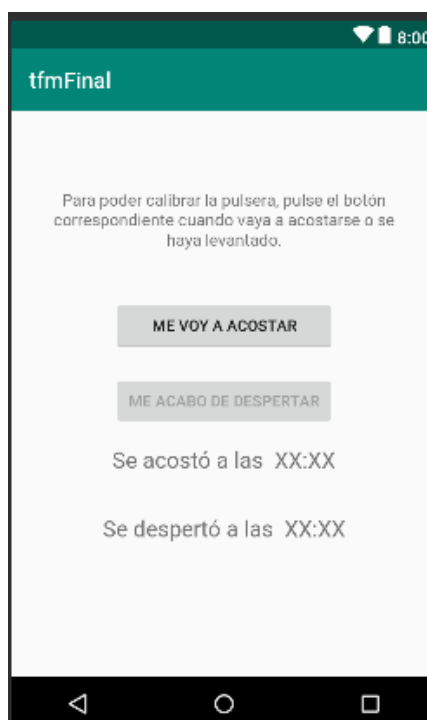 8:00
tfmFinal
Para poder calibrar la pulsera, pulse el botón
correspondiente cuando vaya a acostarse o se
haya levantado.
ME VOY A ACOSTAR
ME ACABO DE DESPERTAR
Se acostó a las XX:XX
Se despertó a las XX:XX